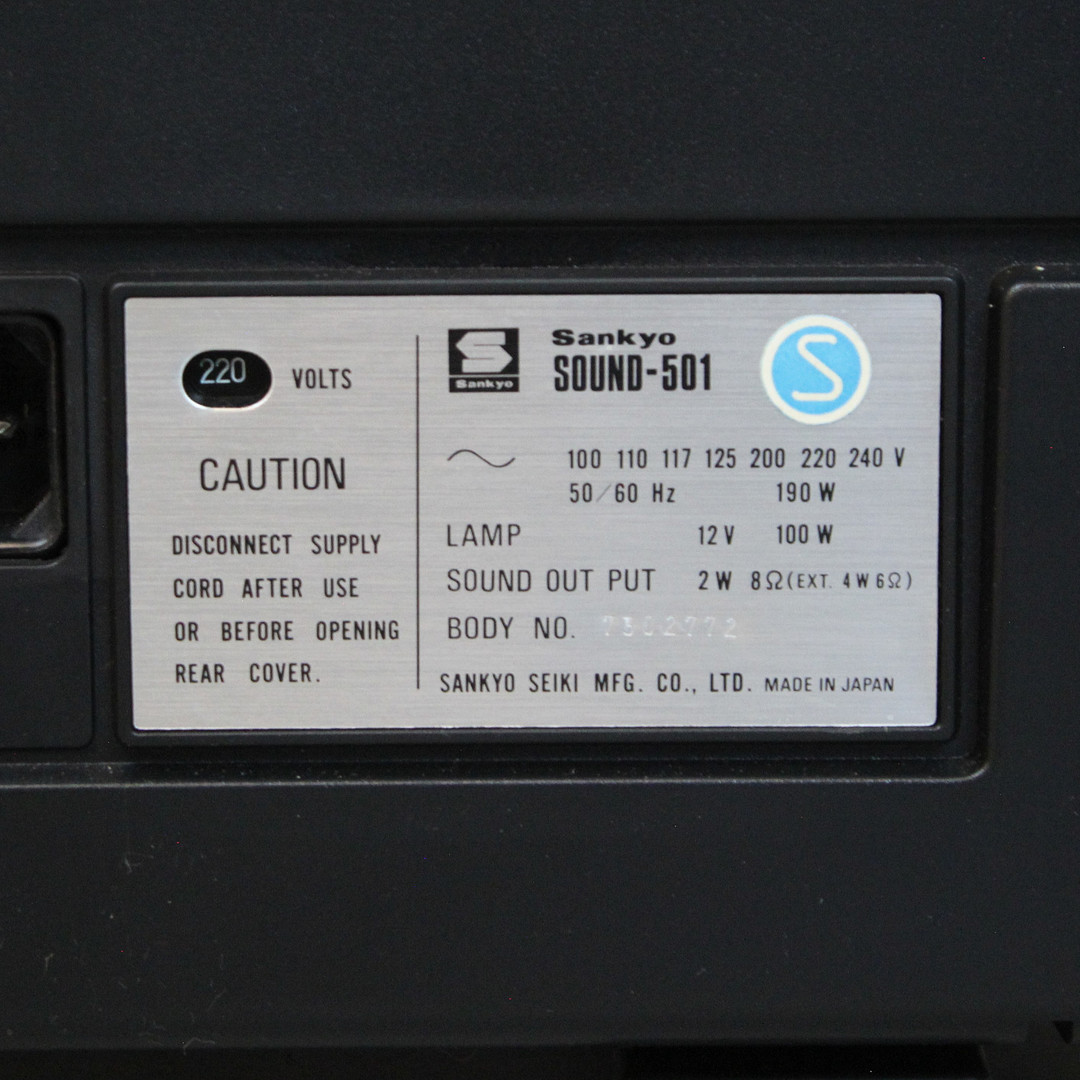 220 VOLTS
CAUTION
DISCONNECT SUPPLY
CORD AFTER USE
OR BEFORE OPENING
REAR COVER.
S
Sankyo
Sankyo
SOUND-501
S
100 110 117 125 200 220 240 V
50/60 Hz 190 W
LAMP 12 V 100 W
SOUND OUT PUT 2 W 8Ω (EXT. 4 W 6Ω)
BODY NO. 7302772
SANKYO SEIKI MFG. CO., LTD. MADE IN JAPAN